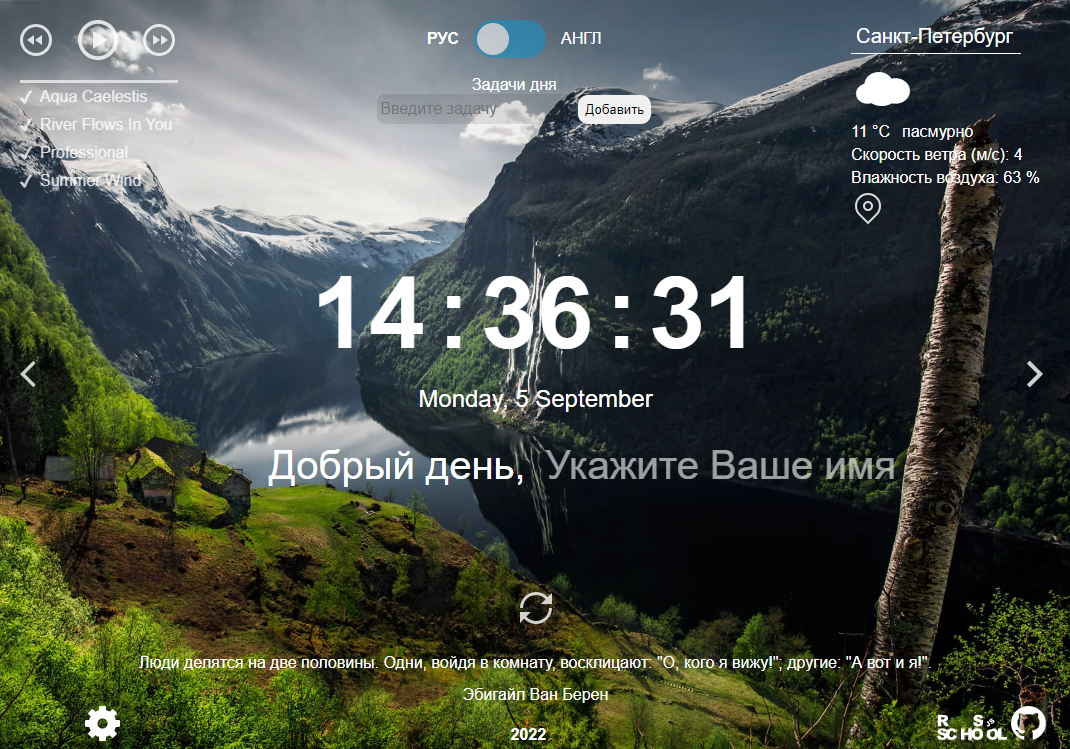 РУС АНГЛ
Санкт-Петербург
Задачи дня
Введите задачу Добавить
Aqua Caelestis
River Flows In You
Professional
Summer Wind
11 °C пасмурно
Скорость ветра (м/с): 4
Влажность воздуха: 63 %
14:36:31
Monday, 5 September
Добрый день, Укажите Ваше имя
Люди делятся на две половины. Одни, войдя в комнату, восклицают: "О, кого я вижу!"; другие: "А вот и я!".
Эбигайл Ван Берен
2022
RS
SCHOOL